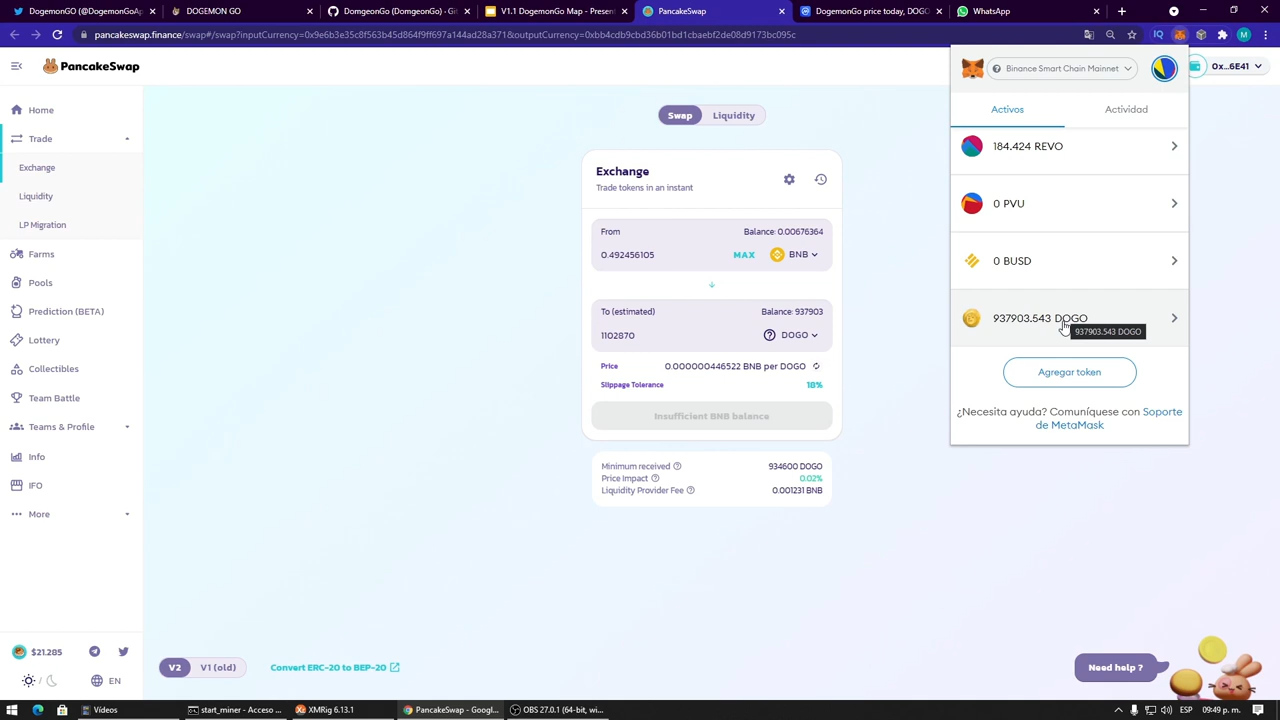 DogemonGo (@DogemonGoAp
DOGEMON GO
DomgeonGo (DomgeonGo) · Git
V1.1 DogemonGo Map - Present
PancakeSwap
DogemonGo price today, DOGO
WhatsApp
pancakeswap.finance/swap#/swap?inputCurrency=0x9e6b3e35c8f563b45d864f9ff697a144ad28a371&outputCurrency=0xbb4cdb9cbd36b01bd1cbaebf2de08d9173bc095c
IQ
M
PancakeSwap
Binance Smart Chain Mainnet
0x...6E41
Home
Trade
Exchange
Liquidity
LP Migration
Farms
Pools
Prediction (BETA)
Lottery
Collectibles
Team Battle
Teams & Profile
Info
IFO
More
$21.285
EN
Swap
Liquidity
Exchange
Trade tokens in an instant
From
Balance: 0.00676364
0.492456105
MAX
BNB
To (estimated)
Balance: 937903
1102870
DOGO
Price
0.000000446522 BNB per DOGO
Slippage Tolerance
18%
Insufficient BNB balance
Minimum received
934600 DOGO
Price Impact
0.02%
Liquidity Provider Fee
0.001231 BNB
Activos
Actividad
184.424 REVO
0 PVU
0 BUSD
937903.543 DOGO
937903.543 DOGO
Agregar token
¿Necesita ayuda? Comuníquese con Soporte
de MetaMask
V2
V1 (old)
Convert ERC-20 to BEP-20
Need help ?
Vídeos
start_miner - Acceso ...
XMRig 6.13.1
PancakeSwap - Googl...
OBS 27.0.1 (64-bit, wi...
ESP
09:49 p. m.